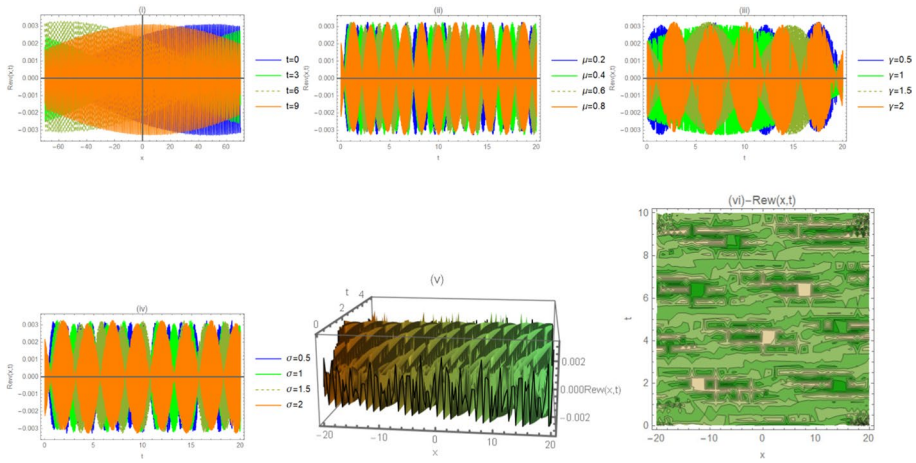 (i)
0.003
0.002
0.001
0.000
−0.001
−0.002
−0.003
Rew(x,t)
−60 −40 −20 0 20 40 60
x
t=0
t=3
t=6
t=9
(ii)
0.003
0.002
0.001
0.000
−0.001
−0.002
−0.003
Rew(x,t)
0 5 10 15 20
t
μ=0.2
μ=0.4
μ=0.6
μ=0.8
(iii)
0.003
0.002
0.001
0.000
−0.001
−0.002
−0.003
Rew(x,t)
0 5 10 15 20
t
γ=0.5
γ=1
γ=1.5
γ=2
(iv)
0.003
0.002
0.001
0.000
−0.001
−0.002
−0.003
Rew(x,t)
0 5 10 15 20
t
σ=0.5
σ=1
σ=1.5
σ=2
(v)
t
0 2 4
0.002
0.000
−0.002
Rew(x,t)
−20 −10 0 10 20
x
(vi)-Rew(x,t)
10
8
6
4
2
0
t
−20 −10 0 10 20
x